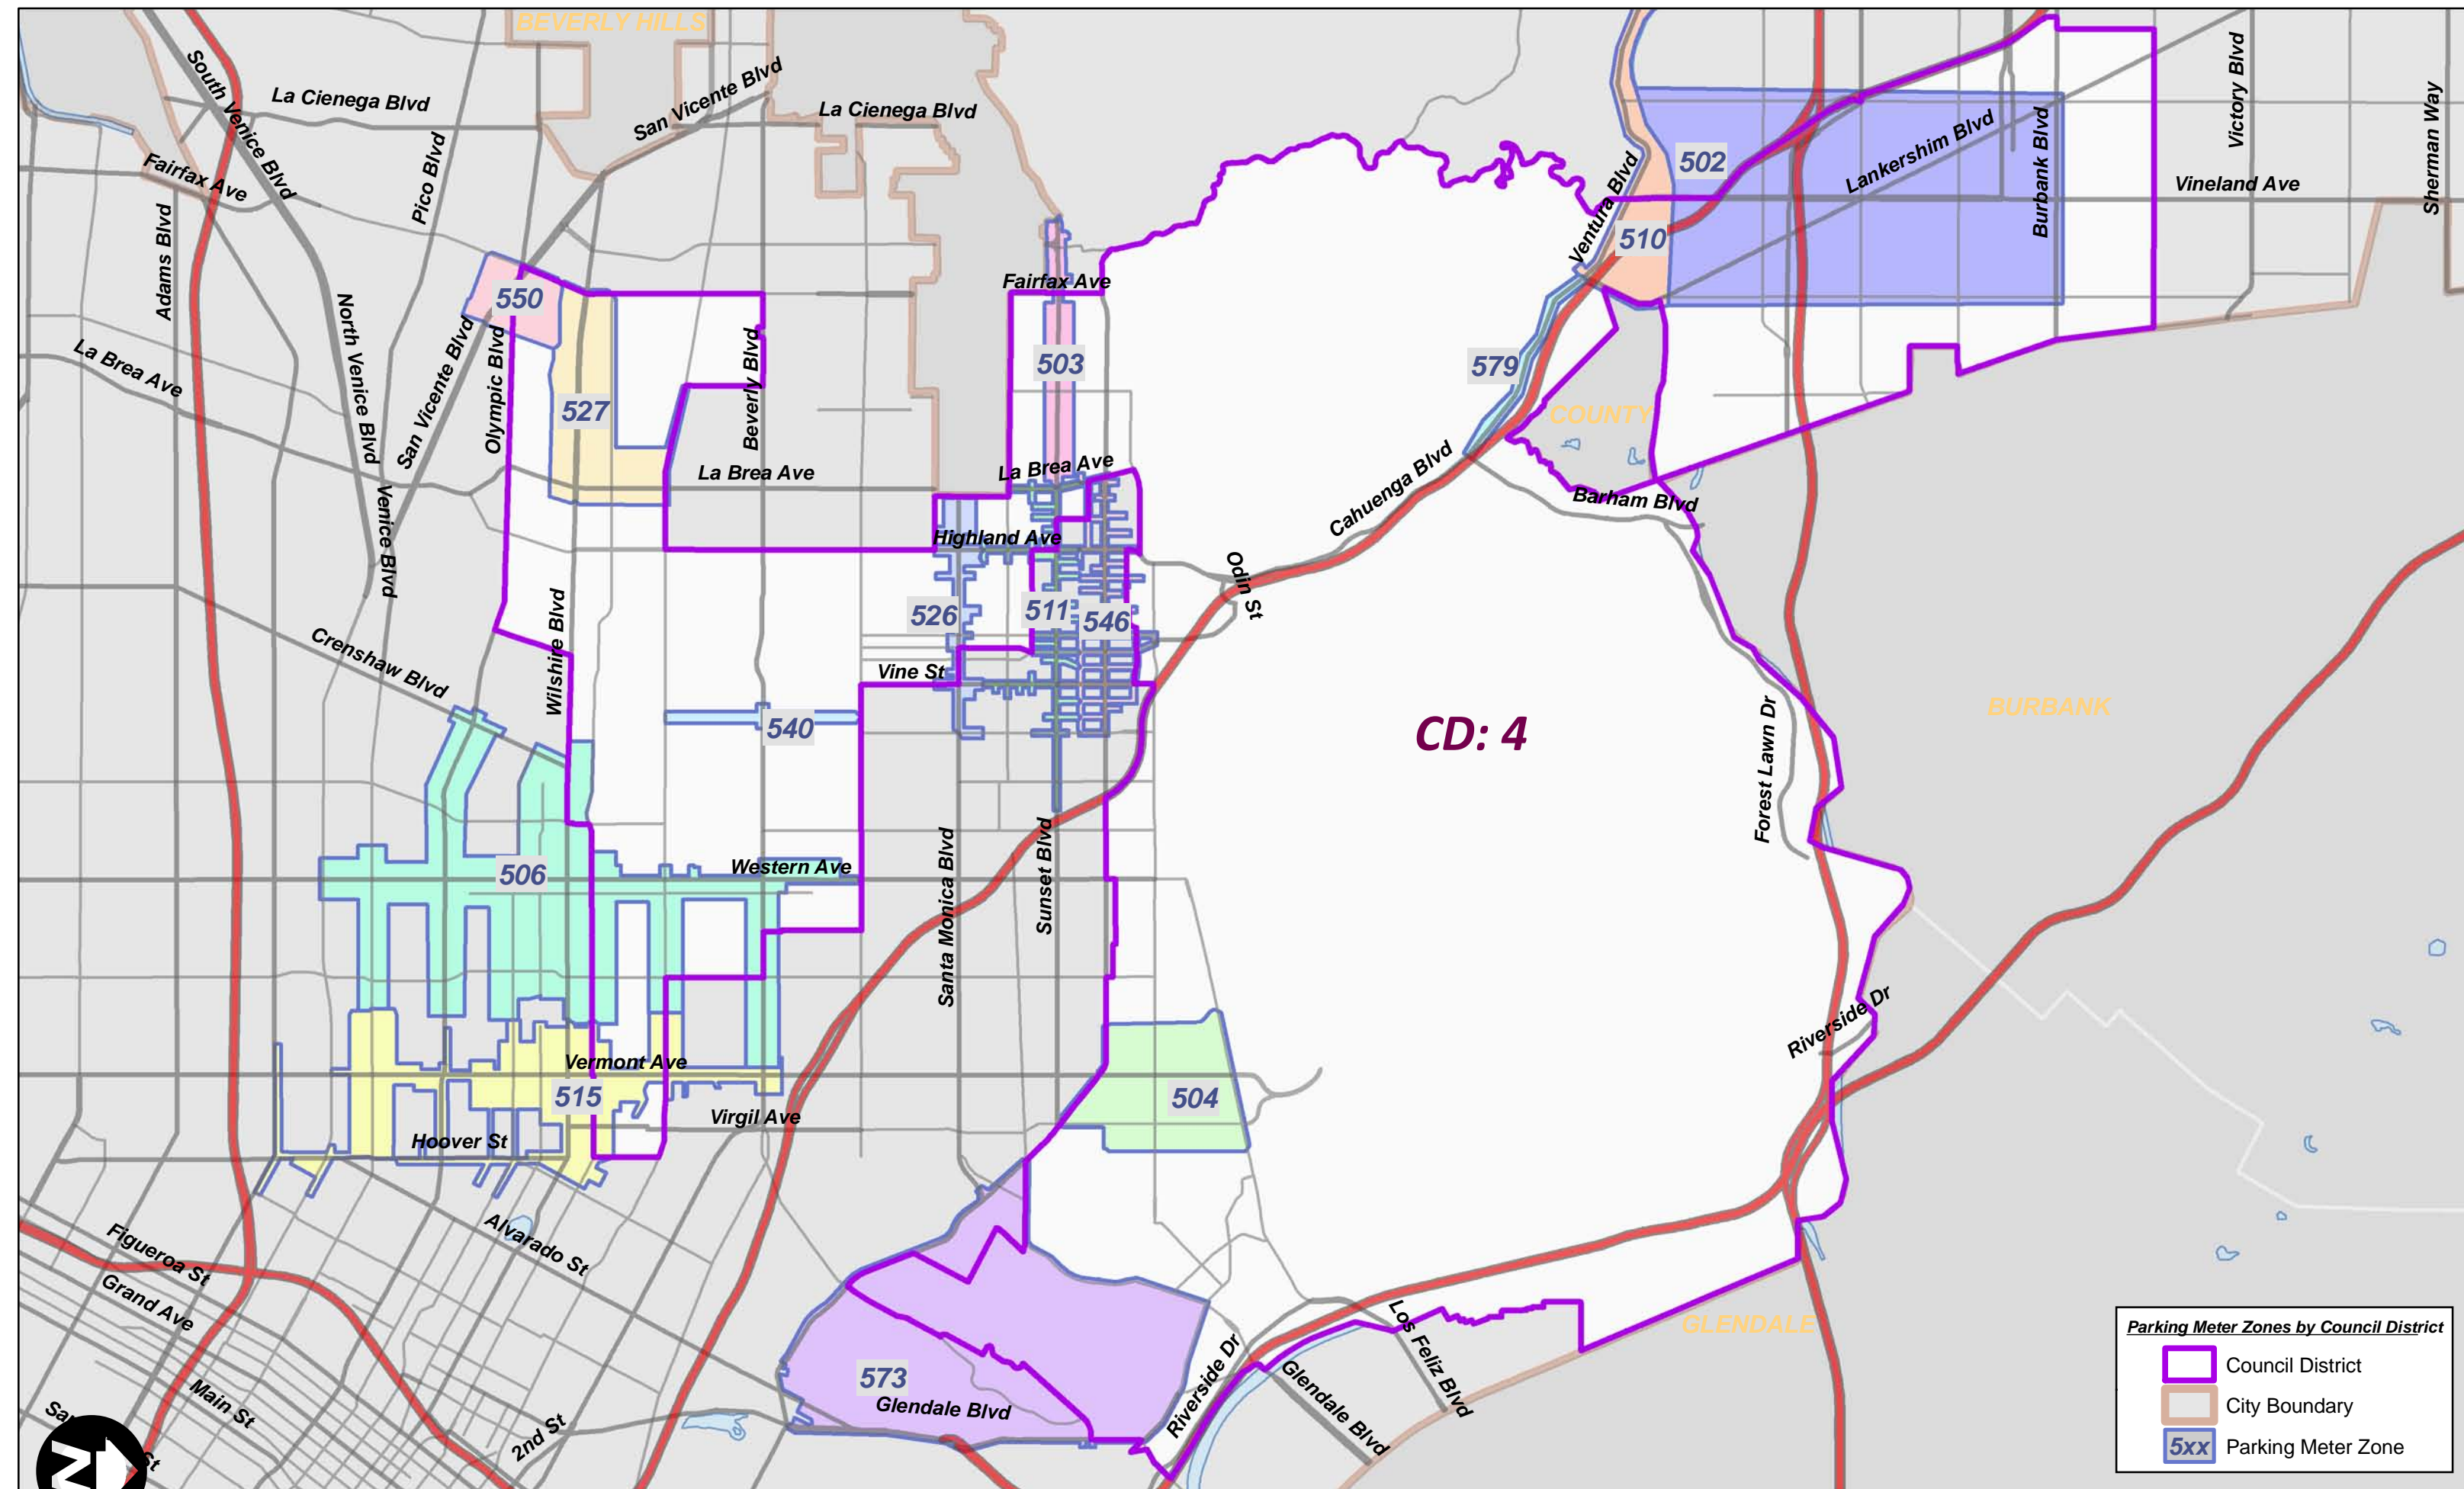 BEVERLY HILLS
South Venice Blvd
La Cienega Blvd
San Vicente Blvd
La Cienega Blvd
Pico Blvd
Fairfax Ave
Adams Blvd
Ventura Blvd
502
Lankershim Blvd
Burbank Blvd
Victory Blvd
Sherman Way
Vineland Ave
510
550
Fairfax Ave
La Brea Ave
North Venice Blvd
San Vicente Blvd
Olympic Blvd
527
Beverly Blvd
503
579
COUNTY
La Brea Ave
La Brea Ave
Cahuenga Blvd
Barham Blvd
Venice Blvd
Highland Ave
Odin St
Crenshaw Blvd
Wilshire Blvd
526
511
546
Vine St
540
CD: 4
Forest Lawn Dr
BURBANK
506
Western Ave
Santa Monica Blvd
Sunset Blvd
Riverside Dr
Vermont Ave
515
504
Virgil Ave
Hoover St
Figueroa St
Alvarado St
Grand Ave
573
Glendale Blvd
Riverside Dr
Los Feliz Blvd
Glendale Blvd
GLENDALE
Main St
2nd St
St
N
Parking Meter Zones by Council District
Council District
City Boundary
5xx Parking Meter Zone